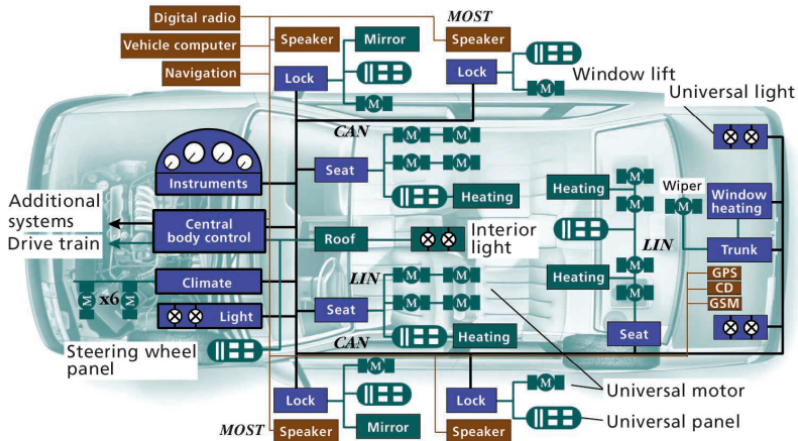 Digital radio
MOST
Speaker
Mirror
Speaker
Vehicle computer
Navigation
Lock
Lock
Window lift
M
M
Universal light
CAN
M
M
Instruments
Seat
M
M
Heating
Heating
M
Wiper
M
M
Window
heating
Additional
systems
Central
body control
Roof
Interior
light
LIN
Trunk
Drive train
Climate
LIN
M
M
Heating
M
GPS
M
x6
M
Light
Seat
M
M
M
CD
GSM
CAN
Heating
Seat
Steering wheel
panel
M
Lock
Lock
M
Universal motor
Universal panel
MOST
Speaker
Mirror
Speaker